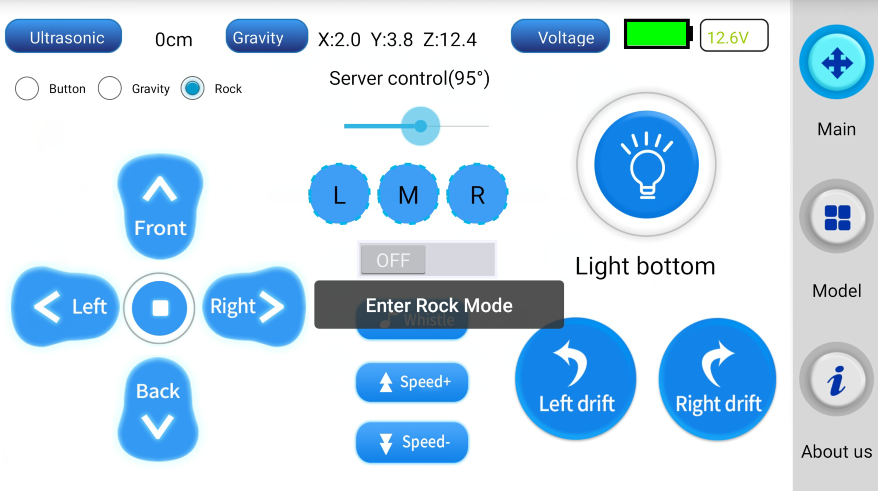 Ultrasonic
0cm
Gravity
X:2.0 Y:3.8 Z:12.4
Voltage
12.6V
Button
Gravity
Rock
Server control(95°)
Main
L
M
R
Front
OFF
Light bottom
Left
Right
Enter Rock Mode
Whistle
Model
Back
Speed+
Speed-
Left drift
Right drift
About us